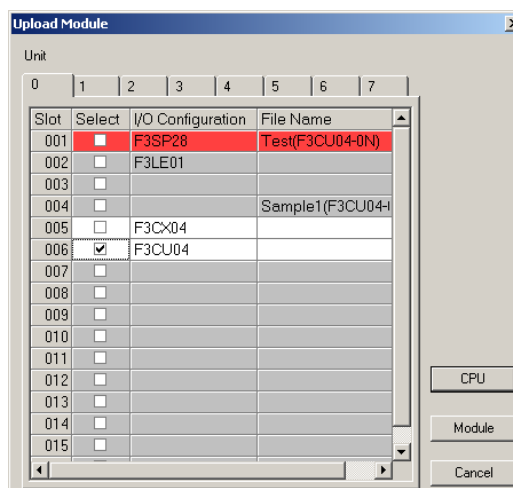 Upload Module
Unit
0 1 2 3 4 5 6 7
Slot Select I/O Configuration File Name
001 F3SP28 Test(F3CU04-0N)
002 F3LE01
003
004 Sample1(F3CU04-
005 F3CX04
006 F3CU04
007
008
009
010
011
012
013
014
015
CPU
Module
Cancel